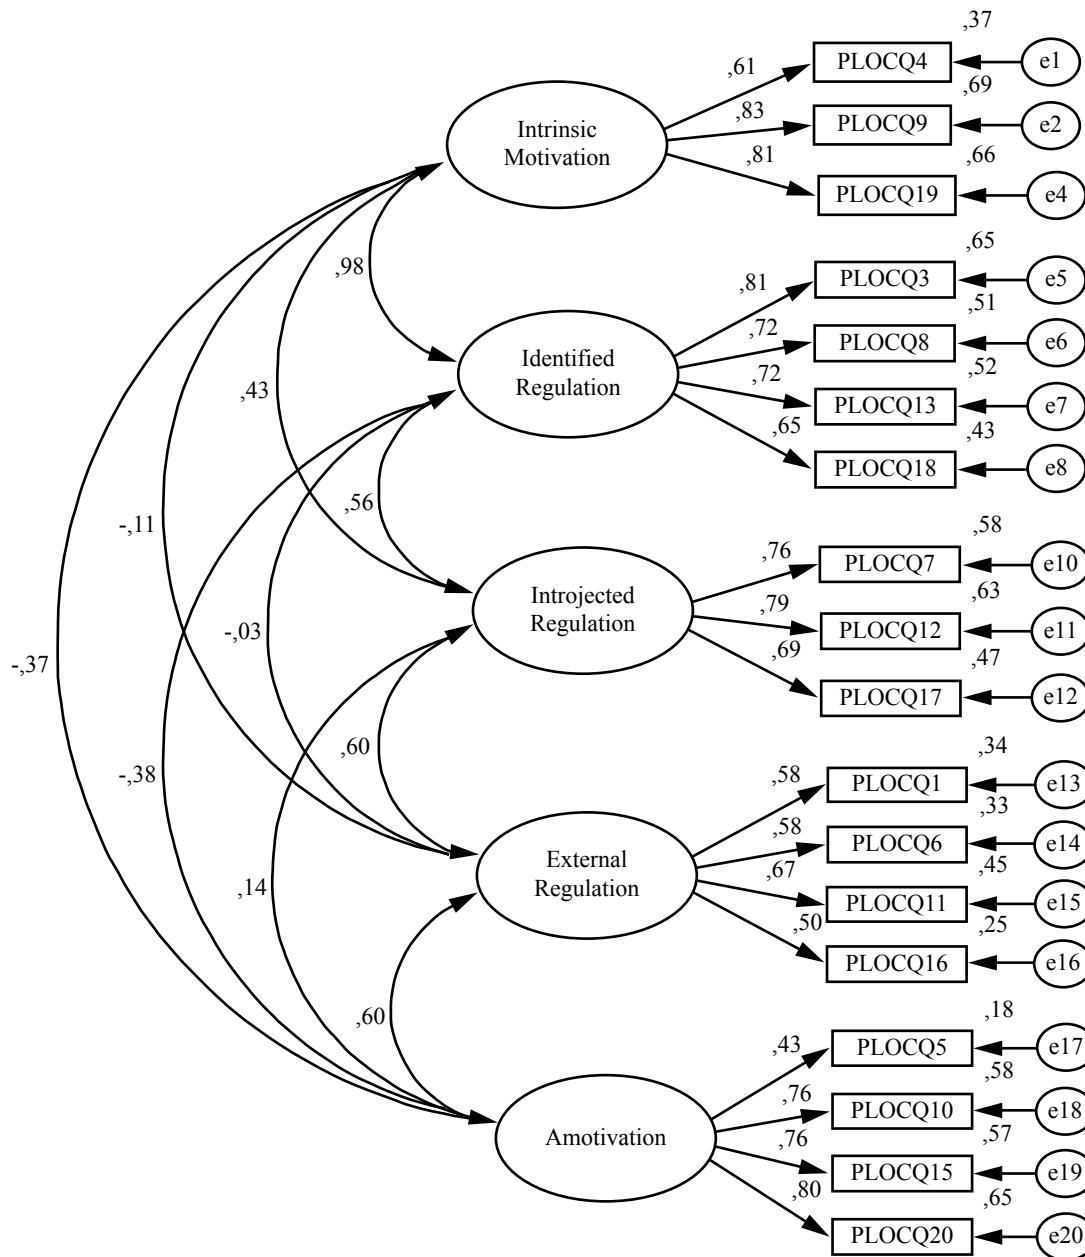 ,37
,61
PLOCQ4
e1
,69
Intrinsic
Motivation
,83
PLOCQ9
e2
,66
,81
PLOCQ19
e4
,98
,65
,81
PLOCQ3
e5
,51
Identified
Regulation
,72
PLOCQ8
e6
,52
,72
PLOCQ13
e7
,43
,65
PLOCQ18
e8
,43
,56
-,11
,58
,76
PLOCQ7
e10
,63
Introjected
Regulation
,79
PLOCQ12
e11
,47
,69
PLOCQ17
e12
-,03
-,37
,60
-,38
,34
,58
PLOCQ1
e13
,33
,58
PLOCQ6
e14
,45
External
Regulation
,67
PLOCQ11
e15
,25
,50
PLOCQ16
e16
,14
,60
,18
,43
PLOCQ5
e17
,58
,76
PLOCQ10
e18
,57
Amotivation
,76
PLOCQ15
e19
,65
,80
PLOCQ20
e20